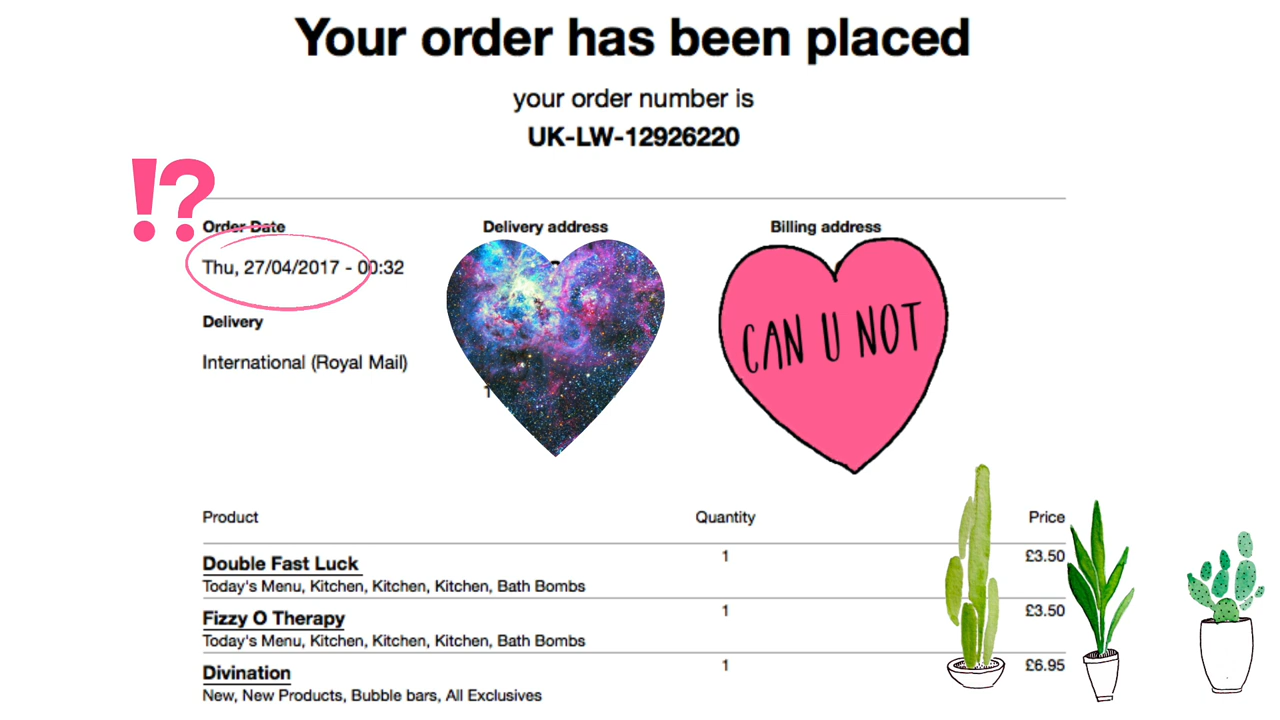 Your order has been placed
your order number is
UK-LW-12926220
!?
Order Date
Delivery address
Billing address
Thu, 27/04/2017 - 00:32
CAN U NOT
Delivery
International (Royal Mail)
1
Product Quantity Price
Double Fast Luck 1 £3.50
Today's Menu, Kitchen, Kitchen, Kitchen, Bath Bombs
Fizzy O Therapy 1 £3.50
Today's Menu, Kitchen, Kitchen, Kitchen, Bath Bombs
Divination 1 £6.95
New, New Products, Bubble bars, All Exclusives